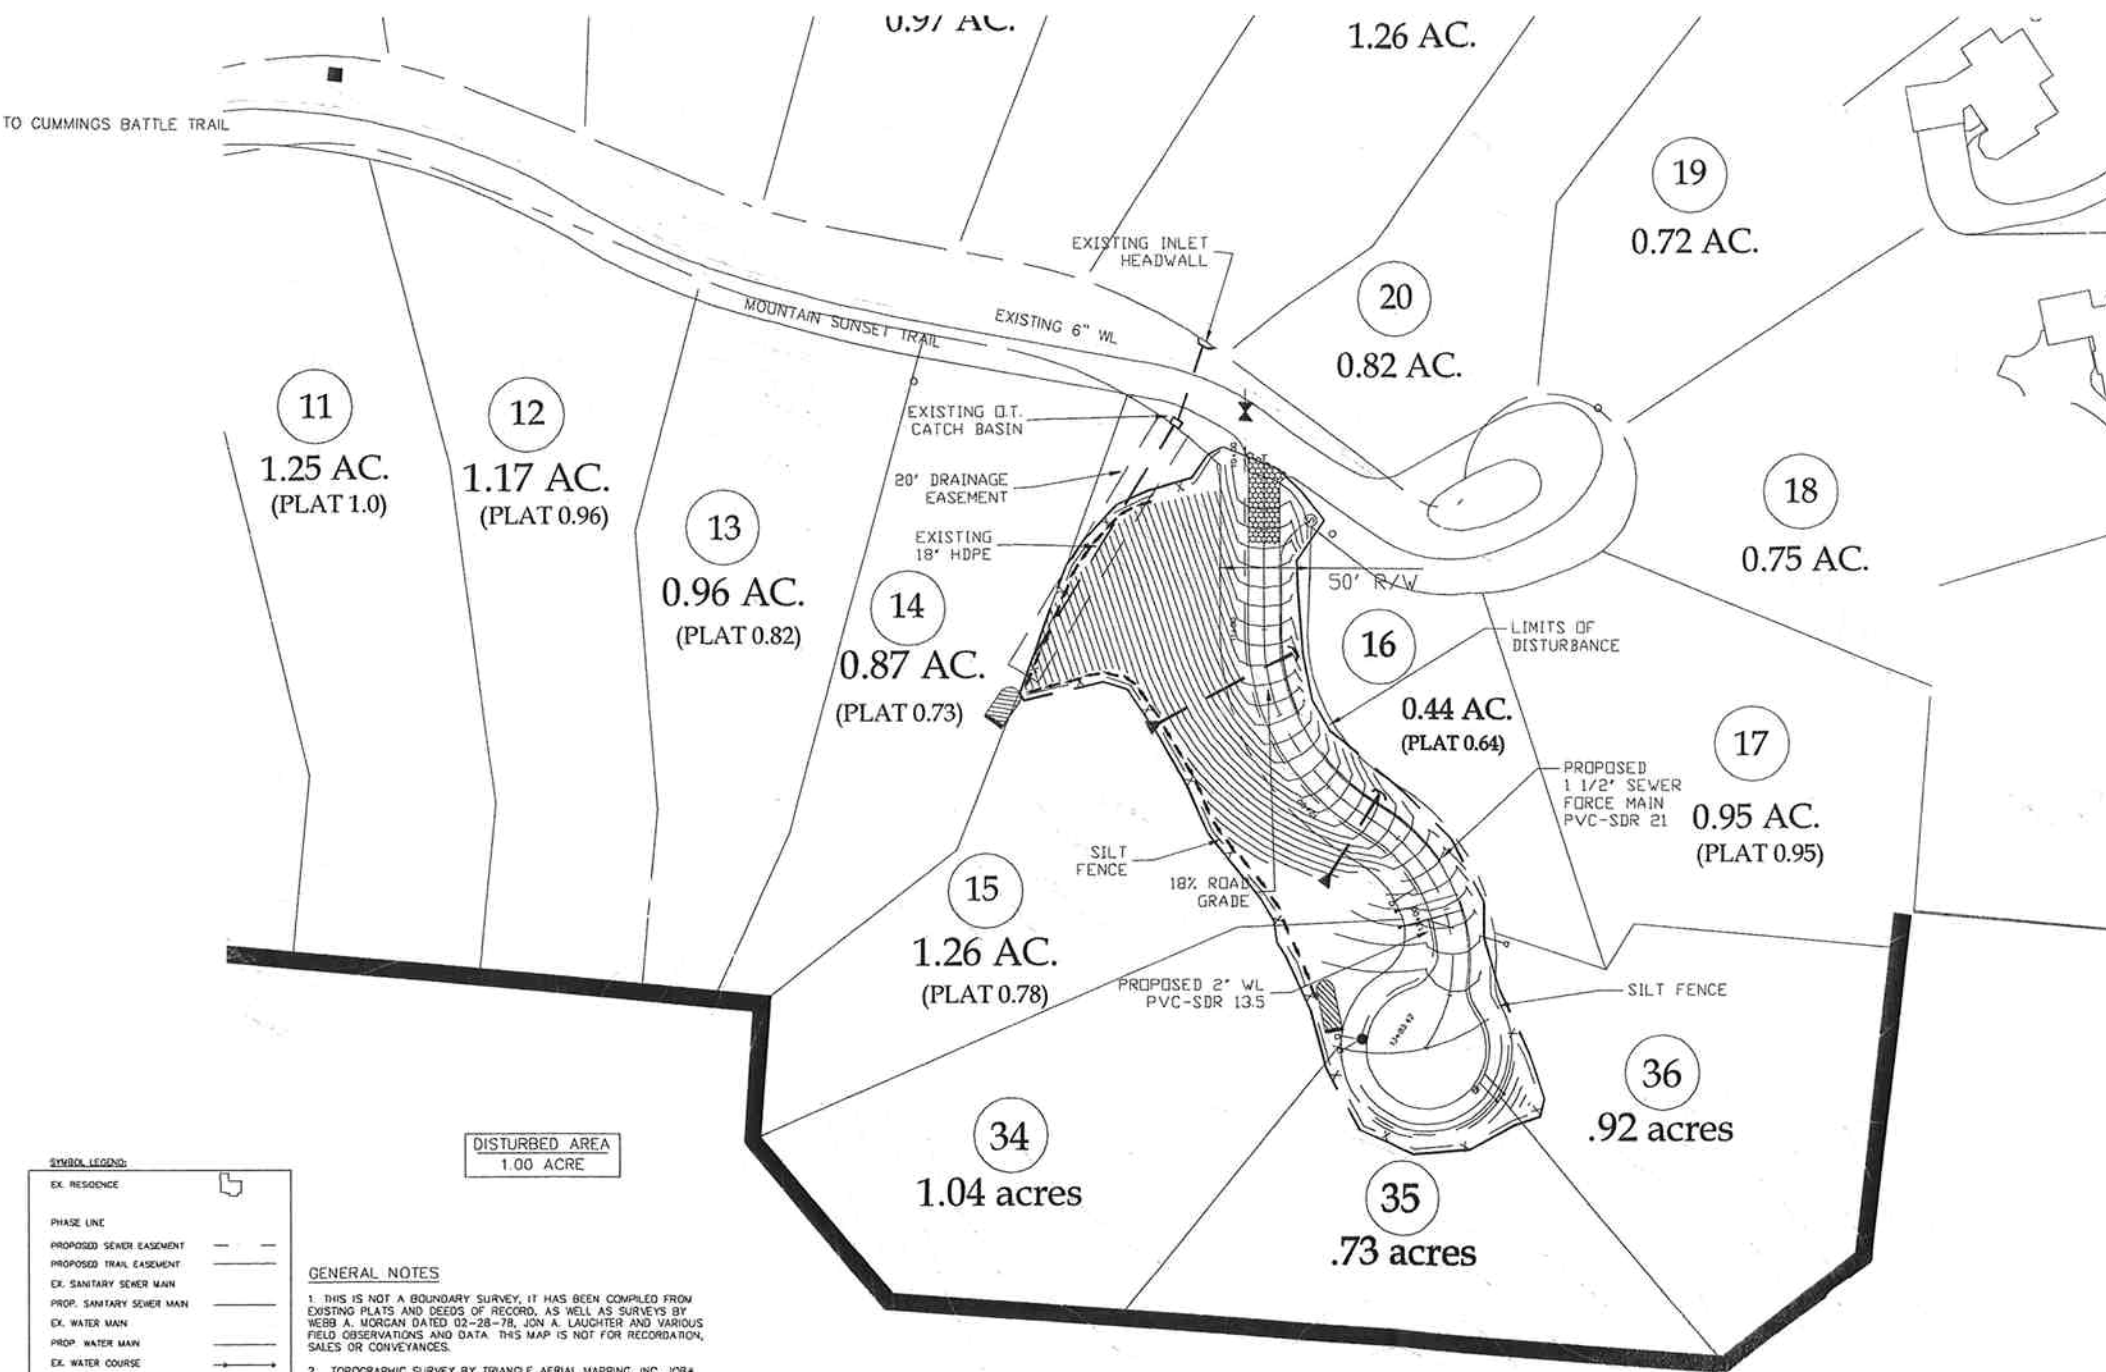 0.97 AC.
1.26 AC.
TO CUMMINGS BATTLE TRAIL
19
0.72 AC.
EXISTING INLET
HEADWALL
20
0.82 AC.
MOUNTAIN SUNSET TRAIL
EXISTING 6" WL
11
1.25 AC.
(PLAT 1.0)
12
1.17 AC.
(PLAT 0.96)
13
0.96 AC.
(PLAT 0.82)
EXISTING O.T.
CATCH BASIN
20' DRAINAGE
EASEMENT
EXISTING
18" HDPE
14
0.87 AC.
(PLAT 0.73)
50' R/W
18
0.75 AC.
16
0.44 AC.
(PLAT 0.64)
LIMITS OF
DISTURBANCE
17
0.95 AC.
(PLAT 0.95)
PROPOSED
1 1/2" SEWER
FORCE MAIN
PVC-SDR 21
SILT
FENCE
18% ROAD
GRADE
15
1.26 AC.
(PLAT 0.78)
PROPOSED 2" WL
PVC-SDR 13.5
SILT FENCE
34
1.04 acres
35
.73 acres
36
.92 acres
DISTURBED AREA
1.00 ACRE
SYMBOL LEGEND:
EX. RESIDENCE
PHASE LINE
PROPOSED SEWER EASEMENT
PROPOSED TRAIL EASEMENT
EX. SANITARY SEWER MAIN
PROP. SANITARY SEWER MAIN
EX. WATER MAIN
PROP. WATER MAIN
EX. WATER COURSE
GENERAL NOTES
1. THIS IS NOT A BOUNDARY SURVEY, IT HAS BEEN COMPILED FROM
EXISTING PLATS AND DEEDS OF RECORD, AS WELL AS SURVEYS BY
WEBB A. MORGAN DATED 02-28-78, JON A. LAUGHTER AND VARIOUS
FIELD OBSERVATIONS AND DATA. THIS MAP IS NOT FOR RECORDATION,
SALES OR CONVEYANCES.
2. TOPOGRAPHIC SURVEY BY TRIANGLE AERIAL MAPPING, INC. JOB#